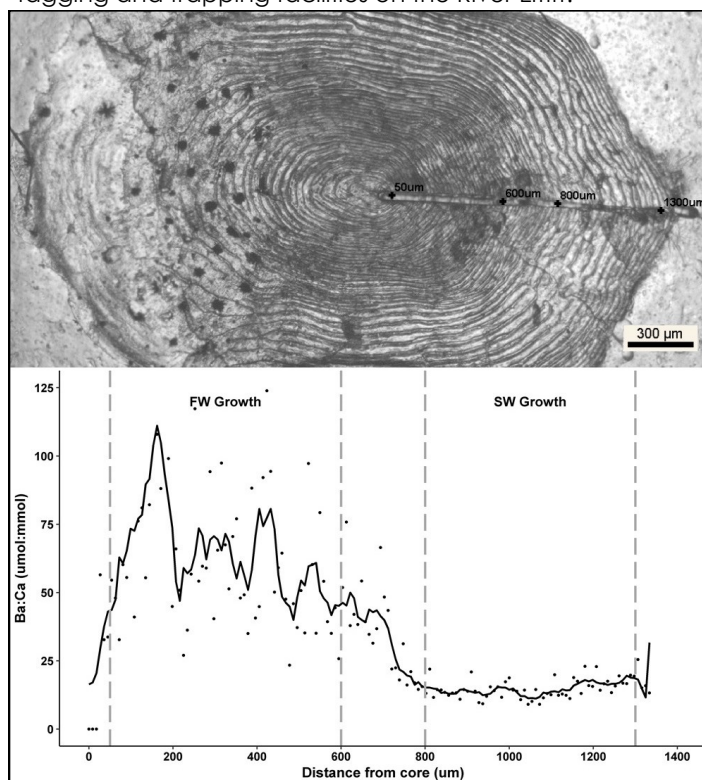 tagging and trapping facilities on the River
50um
600um
800um
1300um
300 µm
FW Growth
SW Growth
Ba:Ca (umol:mmol)
125
100
75
50
25
0
0
200
400
600
800
1000
1200
1400
Distance from core (um)